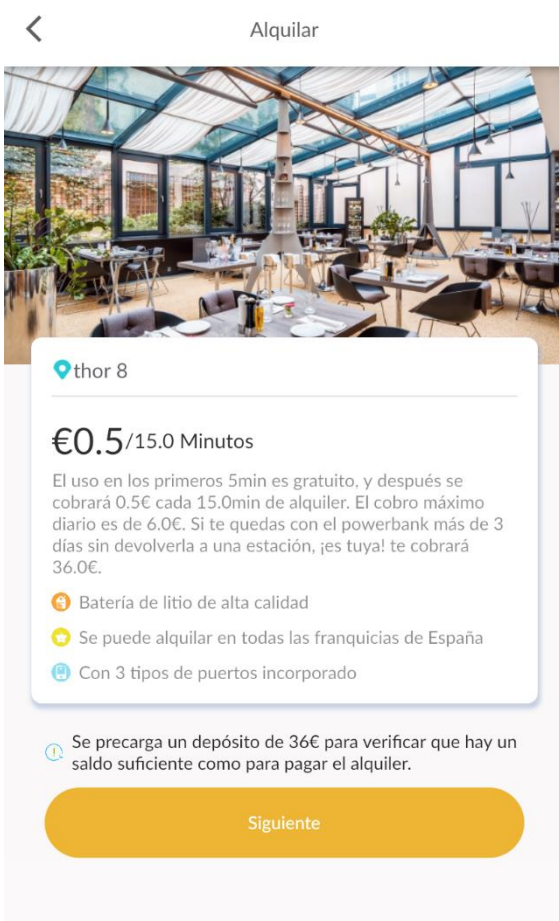 Alquilar
thor 8
€0.5/15.0 Minutos
El uso en los primeros 5min es gratuito, y después se
cobrará 0.5€ cada 15.0min de alquiler. El cobro máximo
diario es de 6.0€. Si te quedas con el powerbank más de 3
días sin devolverla a una estación, ¡es tuya! te cobrará
36.0€.
Batería de litio de alta calidad
Se puede alquilar en todas las franquicias de España
Con 3 tipos de puertos incorporado
Se precarga un depósito de 36€ para verificar que hay un
saldo suficiente como para pagar el alquiler.
Siguiente